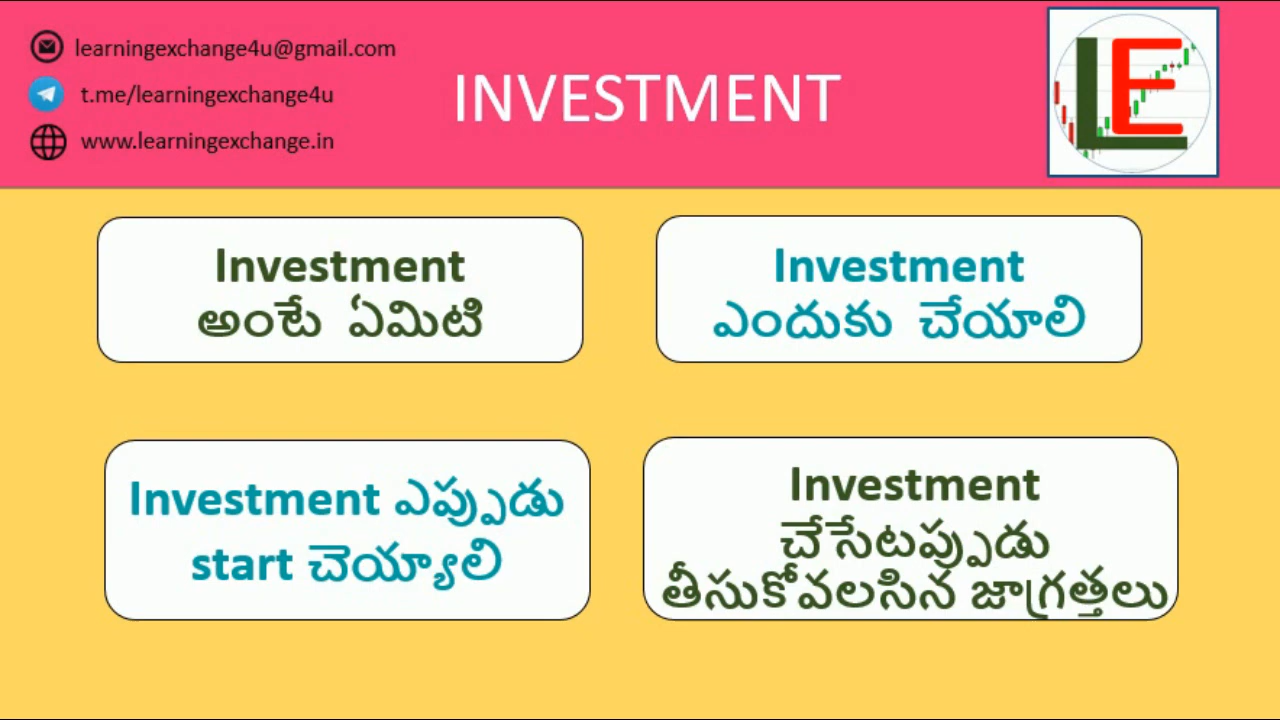 learningexchange4u@gmail.com
t.me/learningexchange4u
www.learningexchange.in
INVESTMENT
LE
Investment
అంటే ఏమిటి
Investment
ఎందుకు చేయాలి
Investment ఎప్పుడు
start చెయ్యాలి
Investment
చేసేటప్పుడు
తీసుకోవలసిన జాగ్రత్తలు